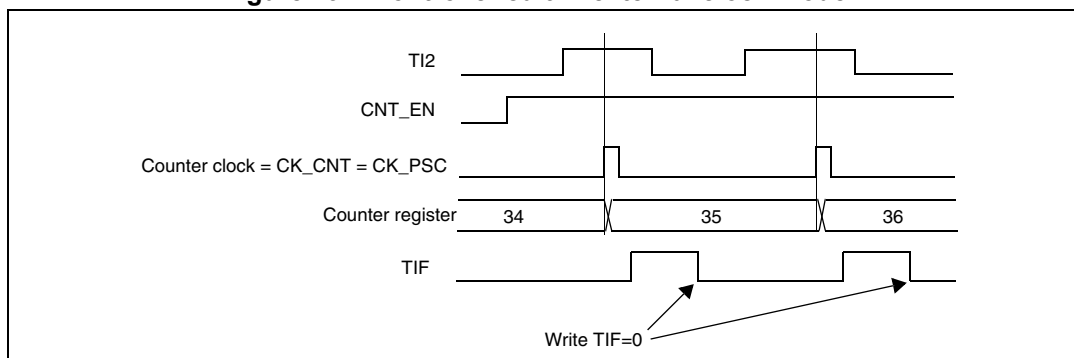 TI2
CNT_EN
Counter clock = CK_CNT = CK_PSC
Counter register 34 35 36
TIF
Write TIF=0